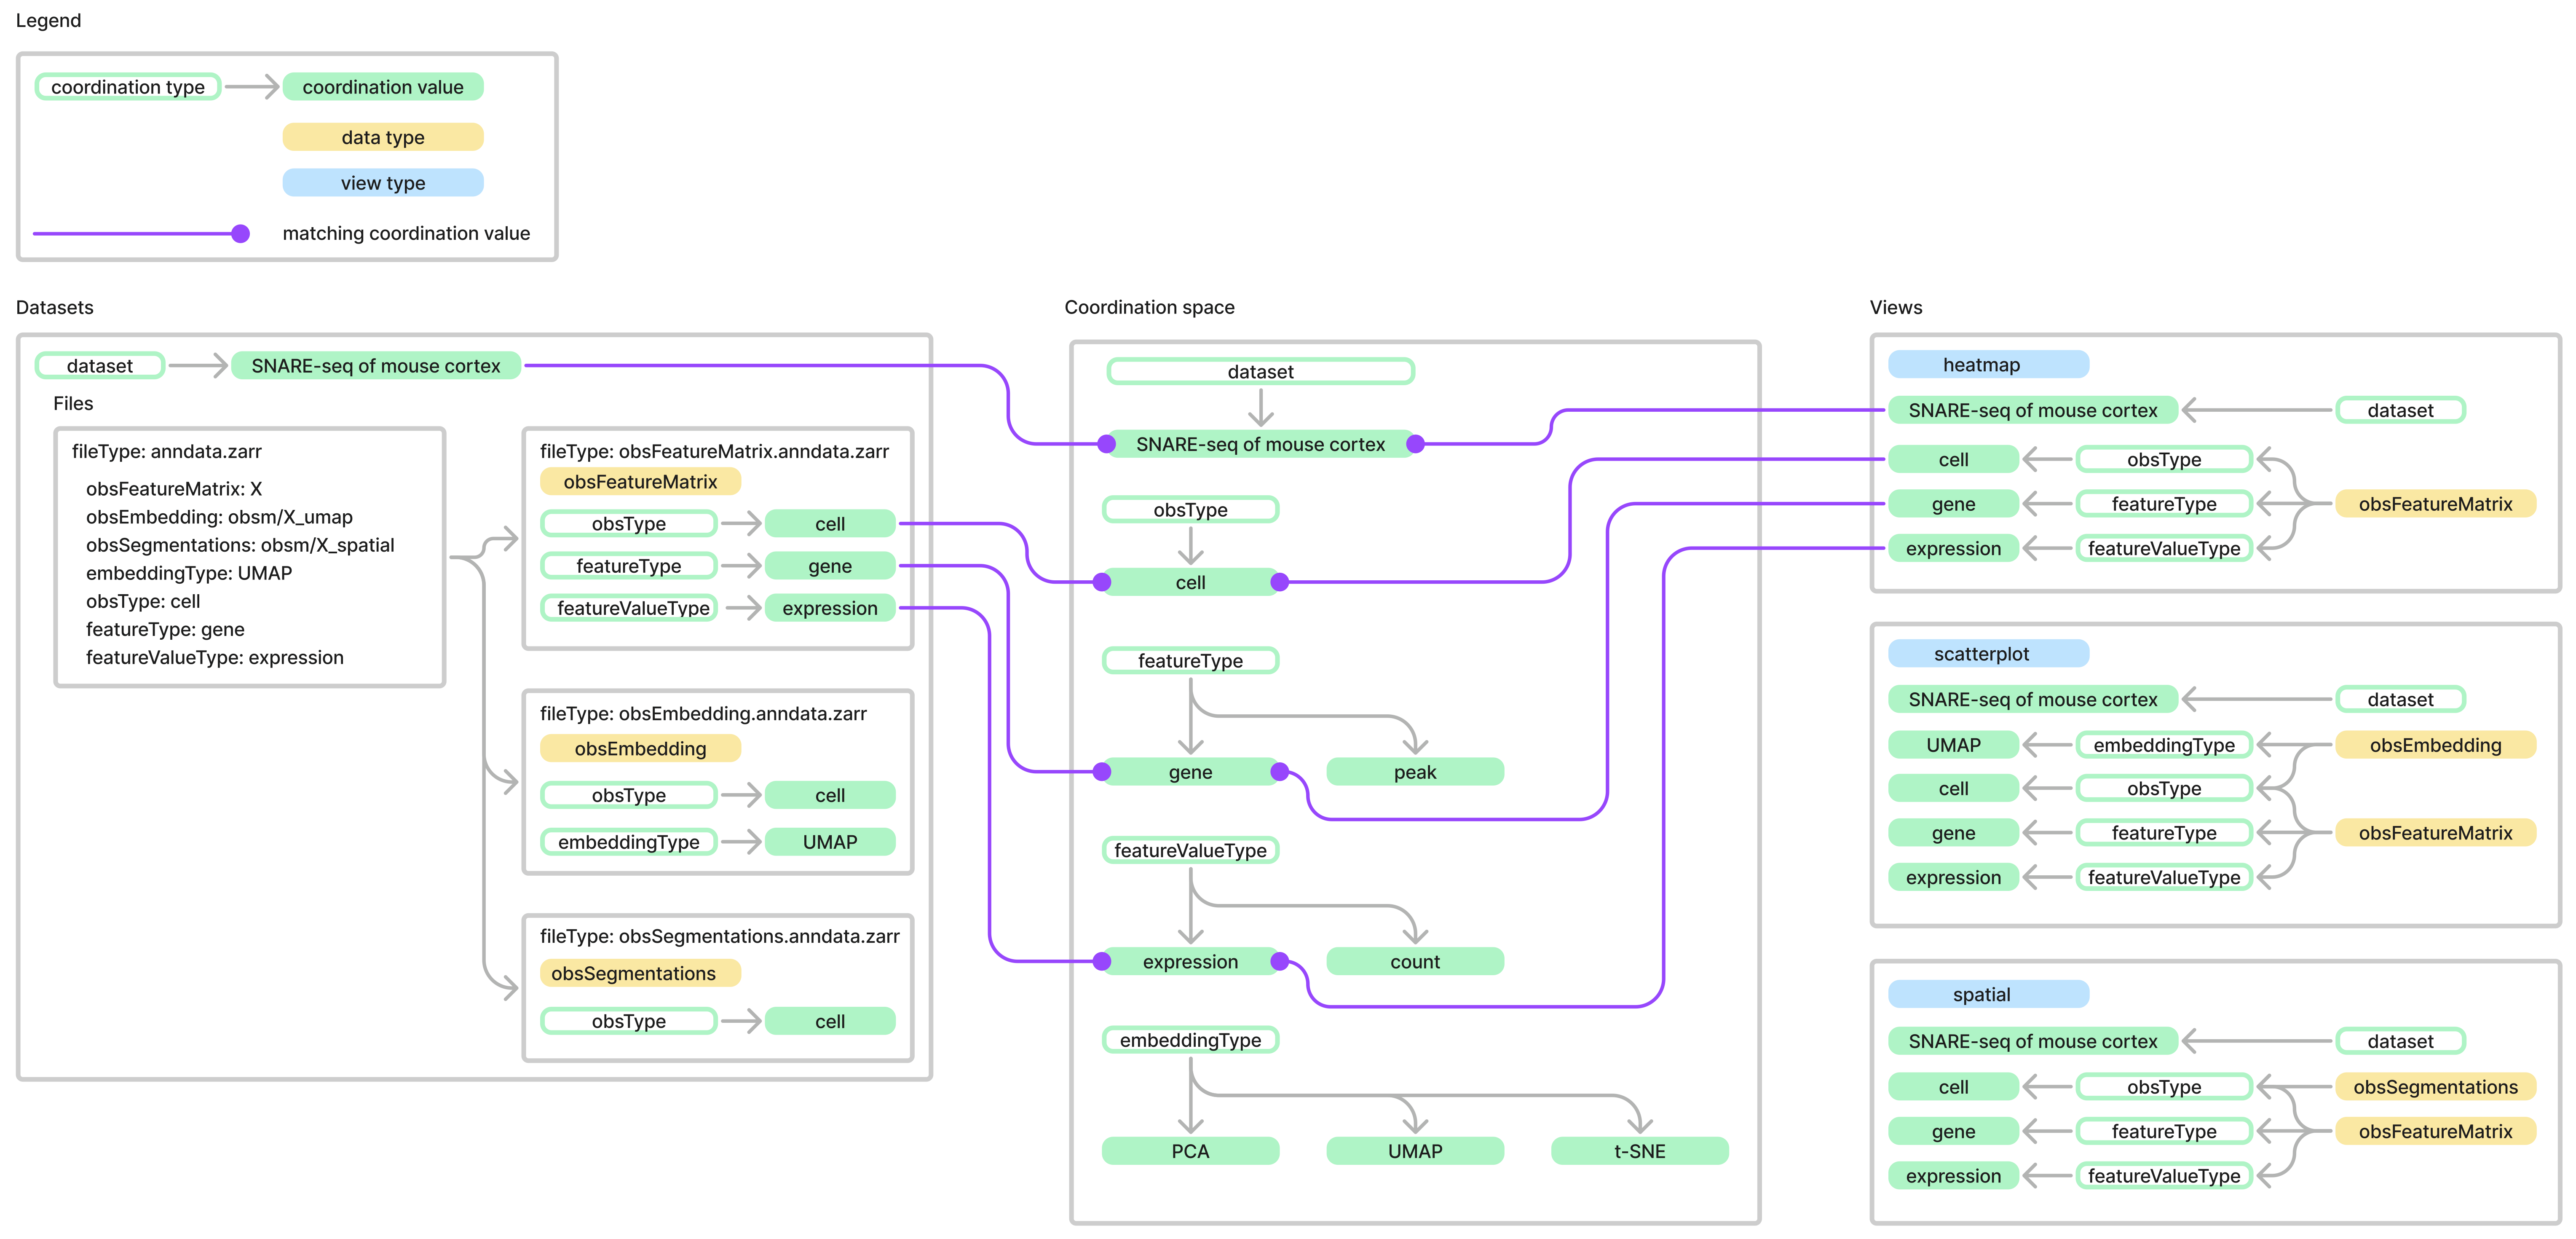 Legend
coordination type
coordination value
data type
view type
matching coordination value
Datasets
dataset
SNARE-seq of mouse cortex
Files
fileType: anndata.zarr
obsFeatureMatrix: X
obsEmbedding: obsm/X_umap
obsSegmentations: obsm/X_spatial
embeddingType: UMAP
obsType: cell
featureType: gene
featureValueType: expression
fileType: obsFeatureMatrix.anndata.zarr
obsFeatureMatrix
obsType
cell
featureType
gene
featureValueType
expression
fileType: obsEmbedding.anndata.zarr
obsEmbedding
obsType
cell
embeddingType
UMAP
fileType: obsSegmentations.anndata.zarr
obsSegmentations
obsType
cell
Coordination space
dataset
SNARE-seq of mouse cortex
obsType
cell
featureType
gene
peak
featureValueType
expression
count
embeddingType
PCA
UMAP
t-SNE
Views
heatmap
SNARE-seq of mouse cortex
dataset
cell
obsType
gene
featureType
obsFeatureMatrix
expression
featureValueType
scatterplot
SNARE-seq of mouse cortex
dataset
UMAP
embeddingType
obsEmbedding
cell
obsType
gene
featureType
obsFeatureMatrix
expression
featureValueType
spatial
SNARE-seq of mouse cortex
dataset
cell
obsType
obsSegmentations
gene
featureType
obsFeatureMatrix
expression
featureValueType